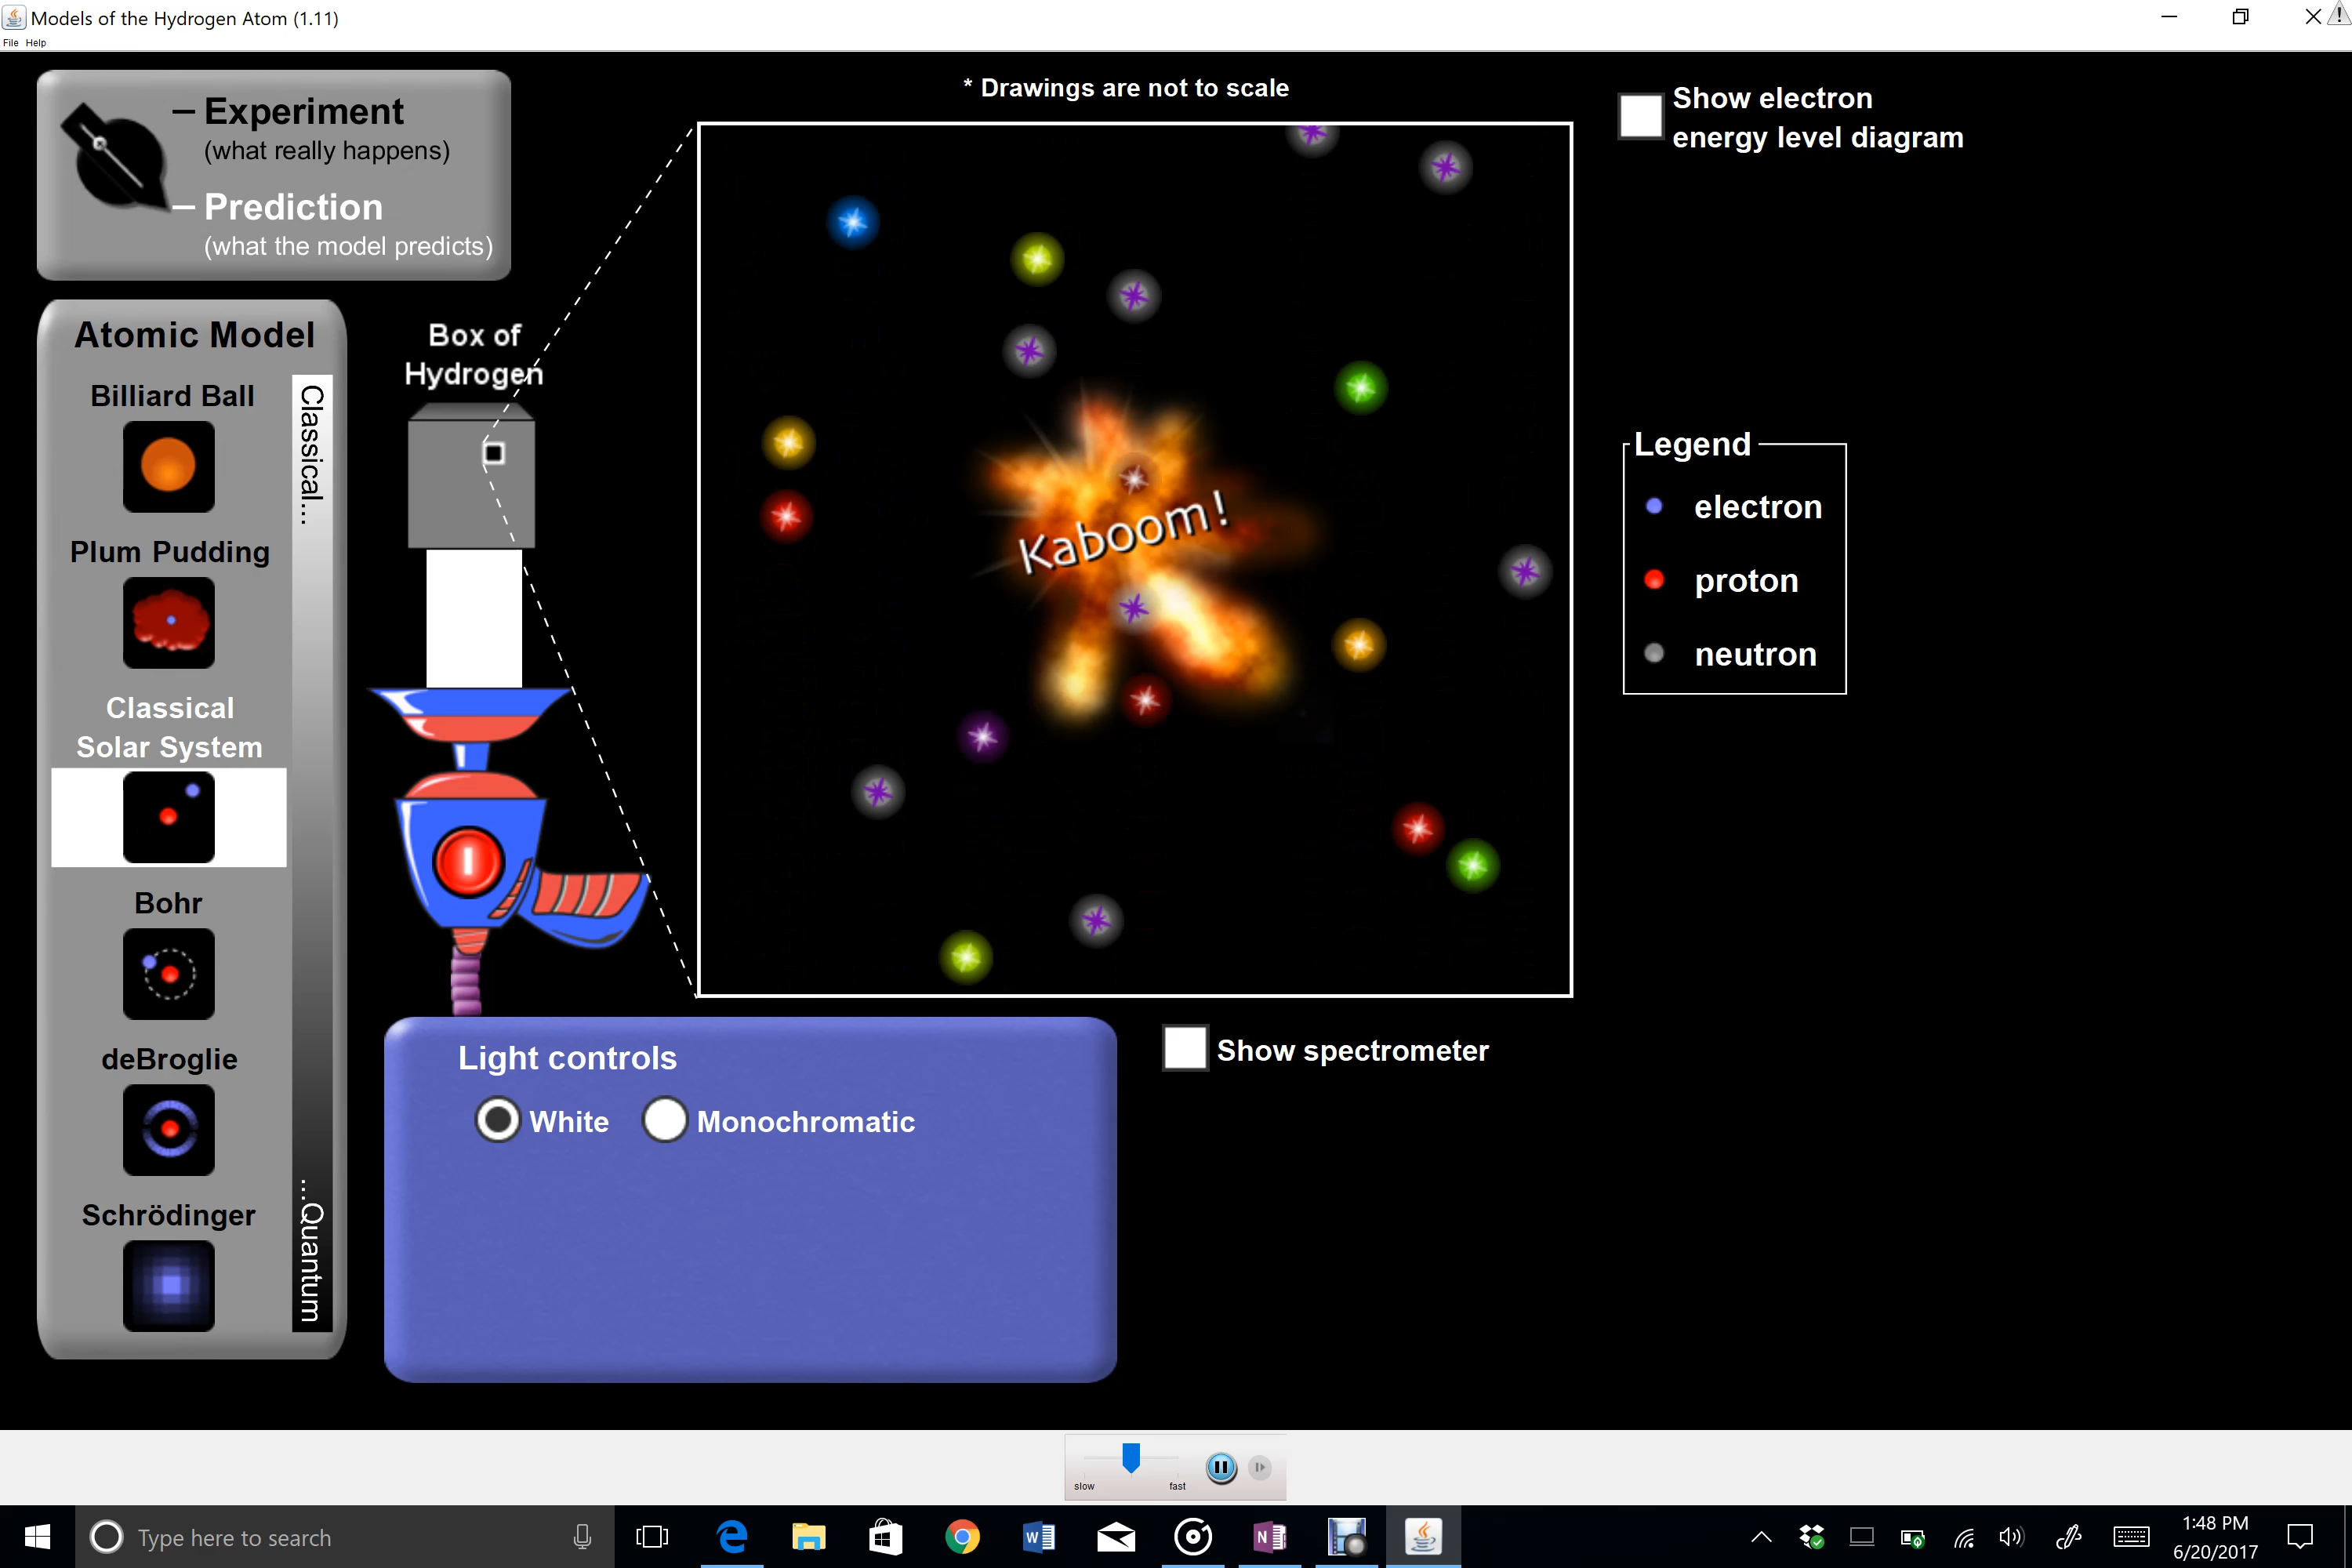 Models of the Hydrogen Atom (1.11)
File Help
Experiment
(what really happens)
Prediction
(what the model predicts)
* Drawings are not to scale
Show electron
energy level diagram
Atomic Model
Classical...
...Quantum
Billiard Ball
Plum Pudding
Classical
Solar System
Bohr
deBroglie
Schrödinger
Box of
Hydrogen
Kaboom!
Legend
electron
proton
neutron
Light controls
White
Monochromatic
Show spectrometer
slow
fast
Type here to search
1:48 PM
6/20/2017